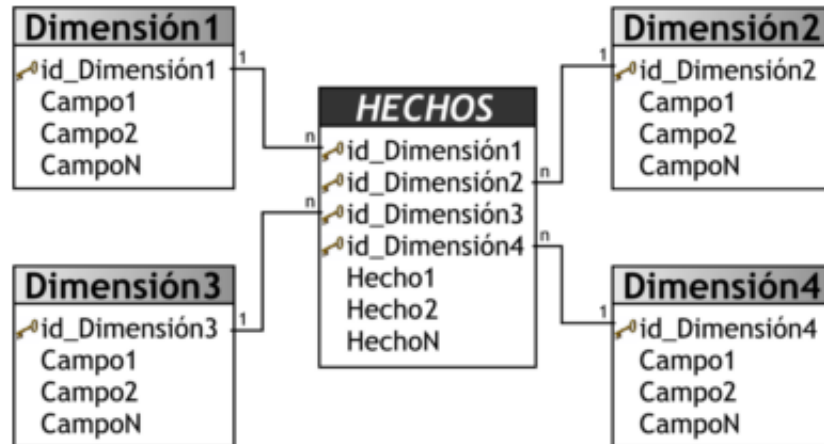 Dimensión1
id_Dimensión1
Campo1
Campo2
CampoN
1
Dimensión2
id_Dimensión2
Campo1
Campo2
CampoN
1
HECHOS
id_Dimensión1
id_Dimensión2
id_Dimensión3
id_Dimensión4
Hecho1
Hecho2
HechoN
n
n
n
n
Dimensión3
id_Dimensión3
Campo1
Campo2
CampoN
1
Dimensión4
id_Dimensión4
Campo1
Campo2
CampoN
1